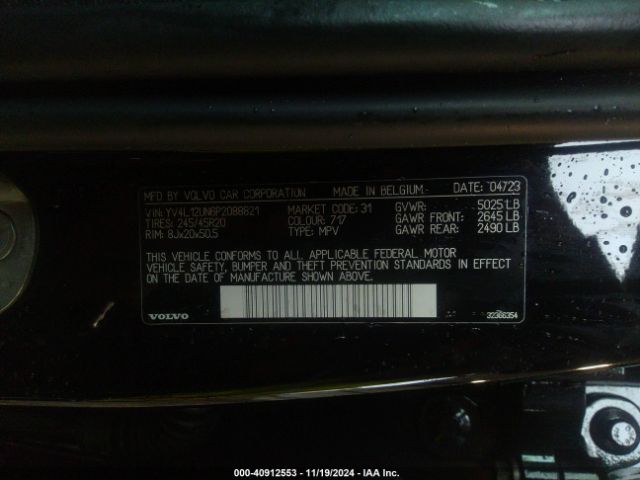 MFD BY VOLVO CAR CORPORATION MADE IN BELGIUM DATE: 04723
VIN: YV4L12UN6P2088621 MARKET CODE: 31 GVWR: 5025 LB
TIRES: 245/45R20 COLOUR: 717 GAWR FRONT: 2645 LB
RIM: 8Jx20x50,5 TYPE: MPV GAWR REAR: 2490 LB
THIS VEHICLE CONFORMS TO ALL APPLICABLE FEDERAL MOTOR
VEHICLE SAFETY, BUMPER AND THEFT PREVENTION STANDARDS IN EFFECT
ON THE DATE OF MANUFACTURE SHOWN ABOVE.
VOLVO 32366354
000-40912553 - 11/19/2024 - IAA Inc.